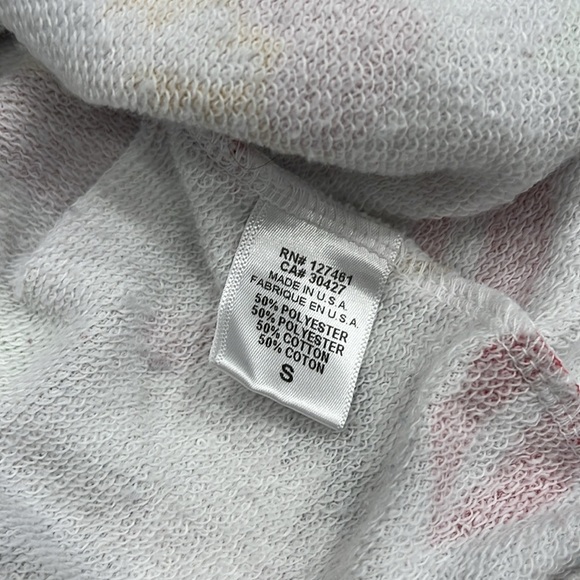 RN# 127461
CA# 30427
MADE IN U.S.A.
FABRIQUE EN U.S.A.
50% POLYESTER
50% POLYESTER
50% COTTON
50% COTON
S